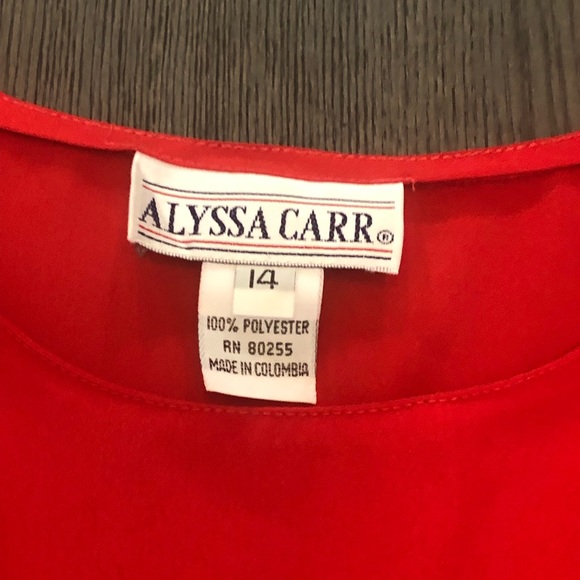 ALYSSA CARR®
14
100% POLYESTER
RN 80255
MADE IN COLOMBIA